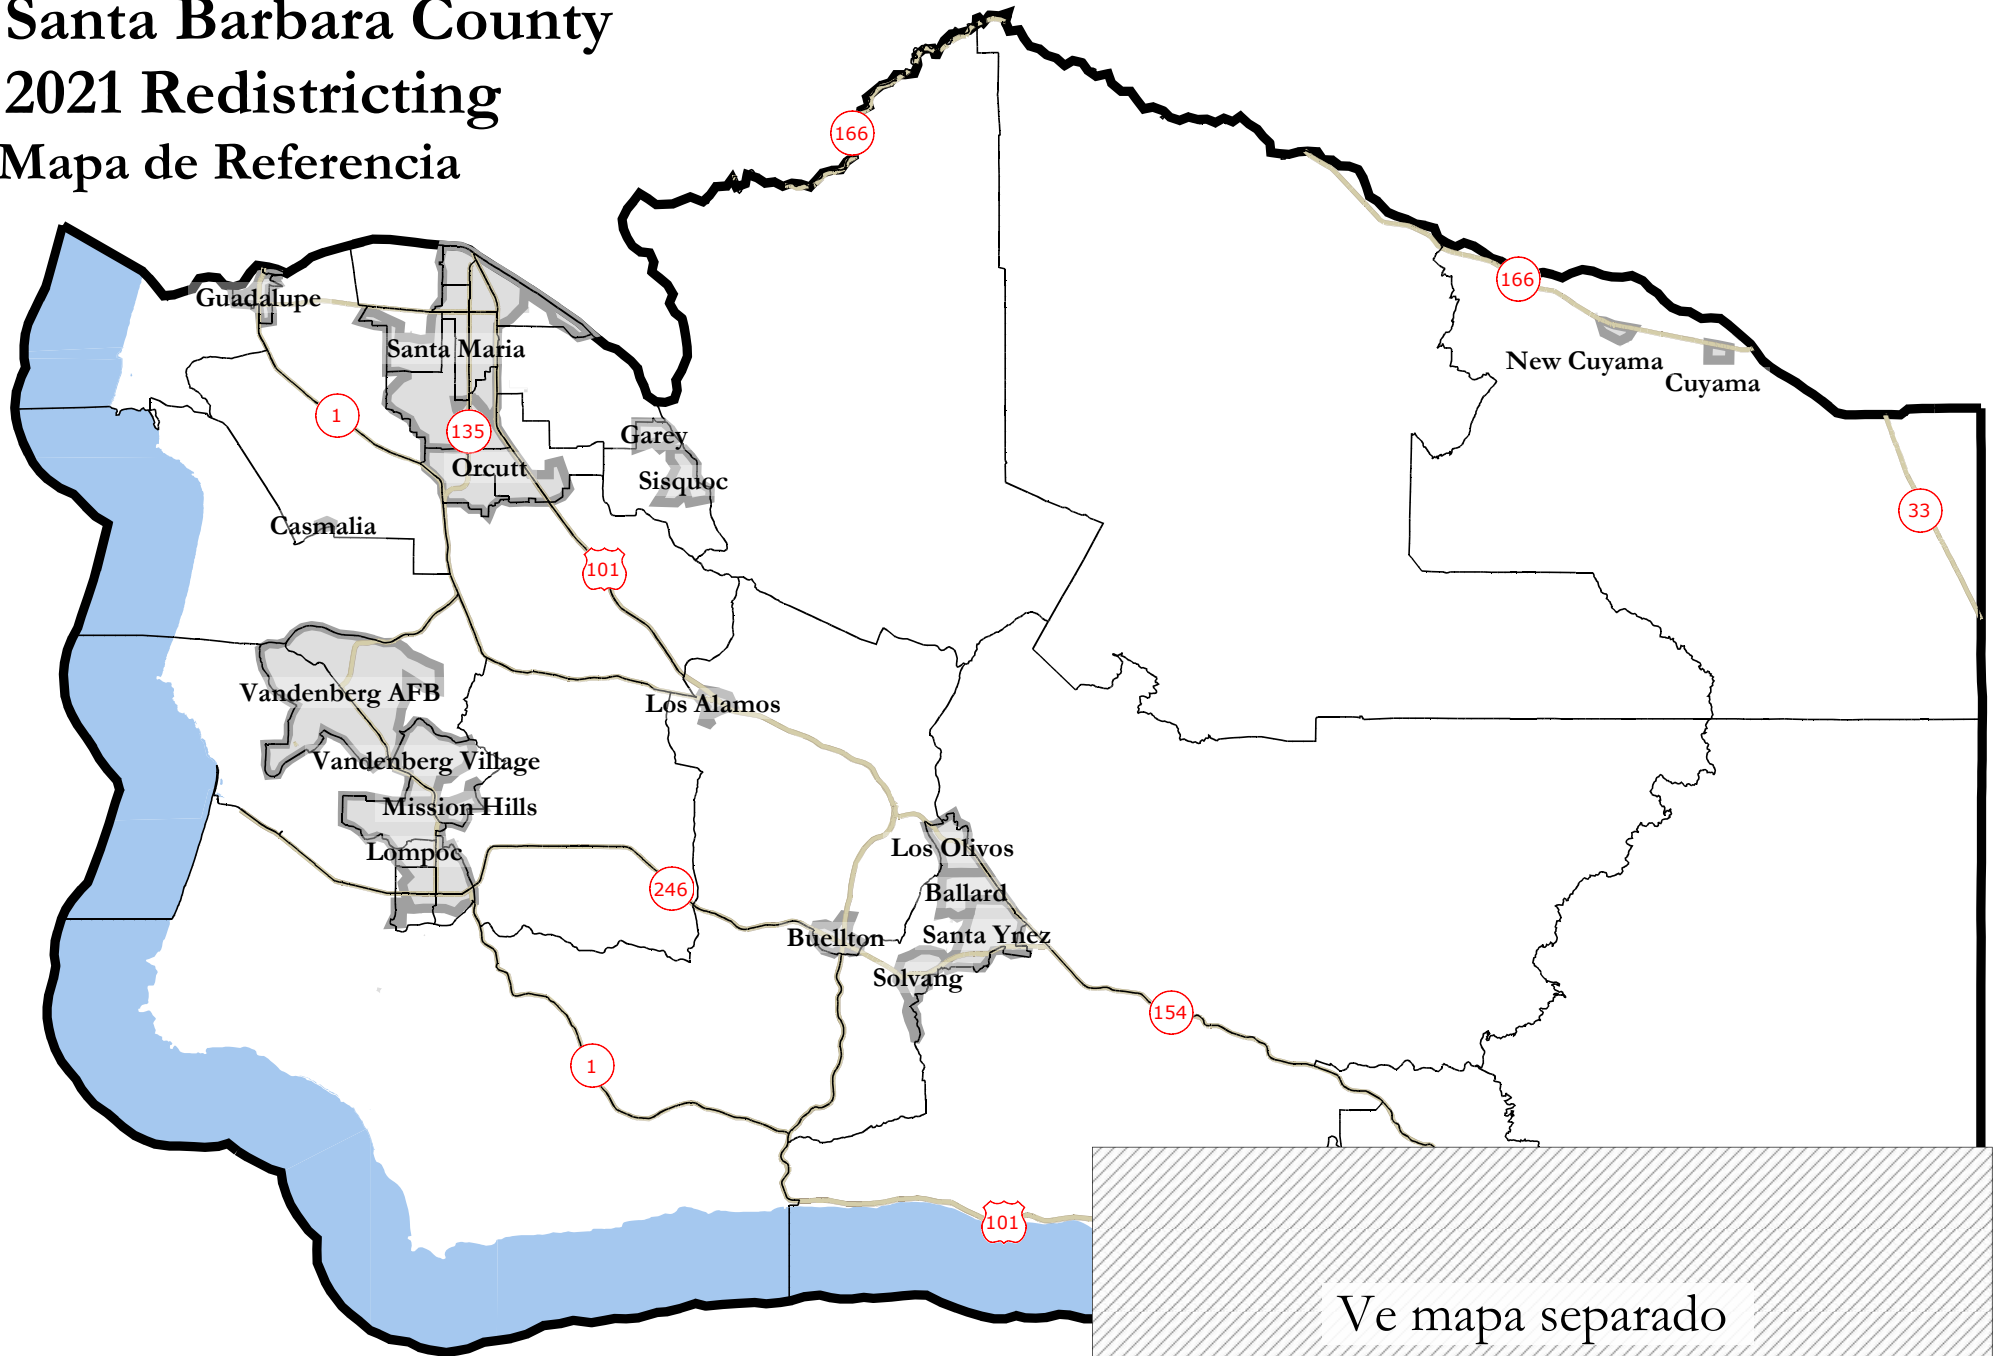 Santa Barbara County
2021 Redistricting
Mapa de Referencia
166
166
Guadalupe
Santa Maria
New Cuyama
Cuyama
1
135
Garey
Orcutt
Sisquoc
33
Casmalia
101
Vandenberg AFB
Los Alamos
Vandenberg Village
Mission Hills
Lompoc
Los Olivos
246
Ballard
Buellton
Santa Ynez
Solvang
154
1
101
Ve mapa separado